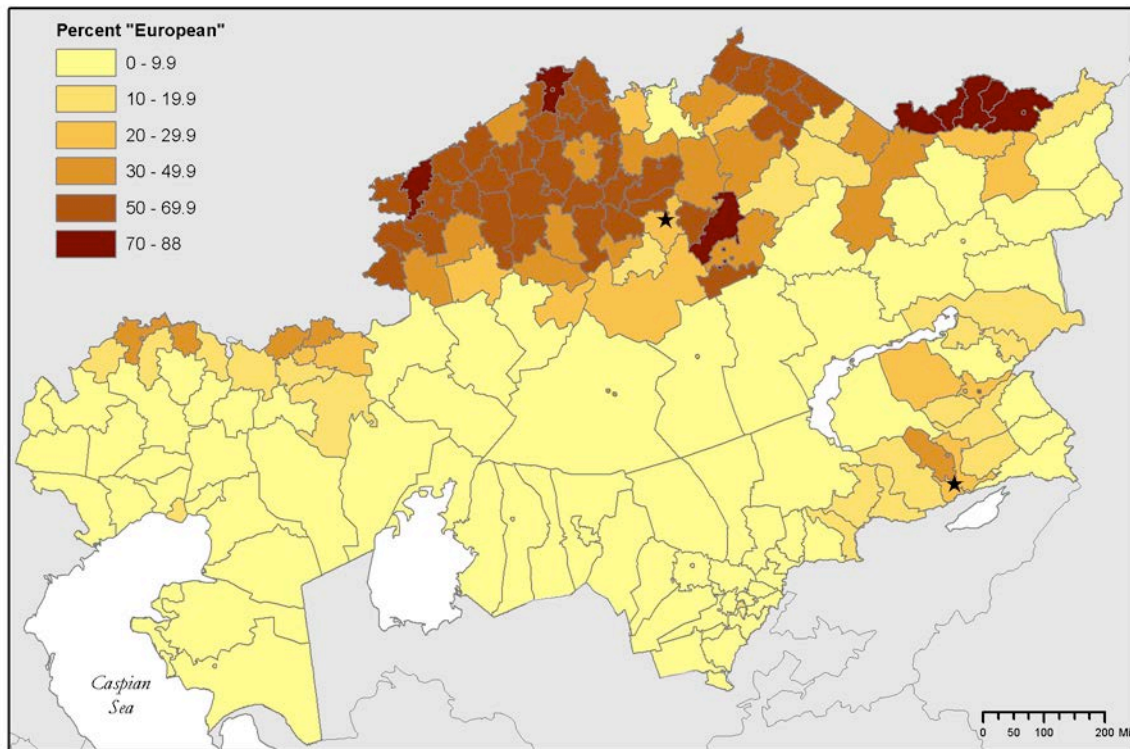 Percent "European"
0 - 9.9
10 - 19.9
20 - 29.9
30 - 49.9
50 - 69.9
70 - 88
Caspian
Sea
0 50 100 200 Mi